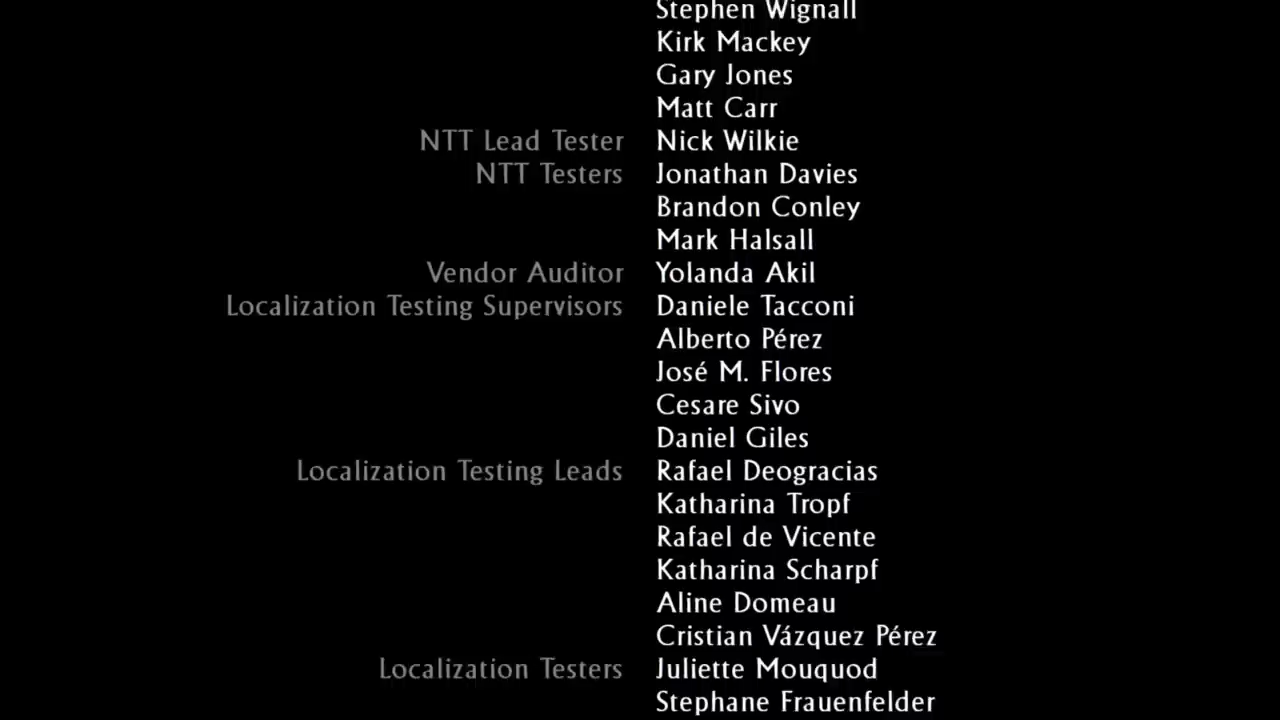 Stephen Wignall
Kirk Mackey
Gary Jones
Matt Carr
NTT Lead Tester Nick Wilkie
NTT Testers Jonathan Davies
Brandon Conley
Mark Halsall
Vendor Auditor Yolanda Akil
Localization Testing Supervisors Daniele Tacconi
Alberto Pérez
José M. Flores
Cesare Sivo
Daniel Giles
Localization Testing Leads Rafael Deogracias
Katharina Tropf
Rafael de Vicente
Katharina Scharpf
Aline Domeau
Cristian Vázquez Pérez
Localization Testers Juliette Mouquod
Stephane Frauenfelder